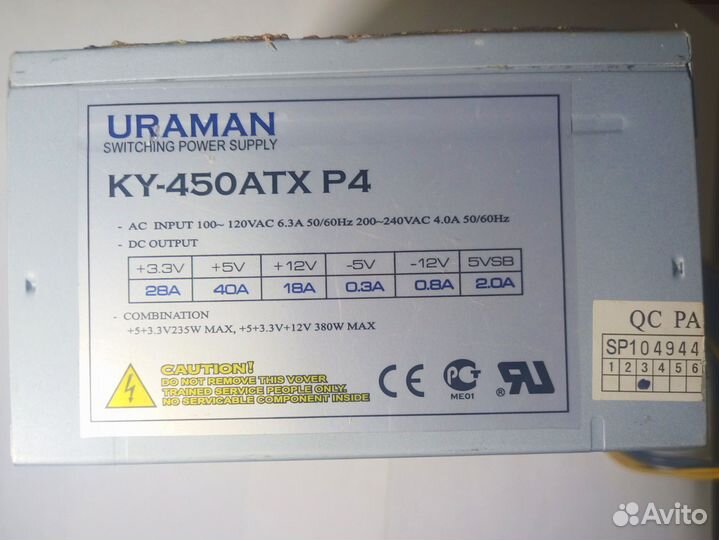 URAMAN
SWITCHING POWER SUPPLY
KY-450ATX P4
- AC INPUT 100~ 120VAC 6.3A 50/60Hz 200~240VAC 4.0A 50/60Hz
- DC OUTPUT
+3.3V +5V +12V -5V -12V 5VSB
28A 40A 18A 0.3A 0.8A 2.0A
- COMBINATION
+5+3.3V235W MAX, +5+3.3V+12V 380W MAX
CAUTION!
DO NOT REMOVE THIS VOVER
TRAINED SERVICE PEOPLE ONLY.
NO SERVICABLE COMPONENT INSIDE
CE
РСТ
ME01
RU
®
QC PA
SP104944
1 2 3 4 5 6
Avito